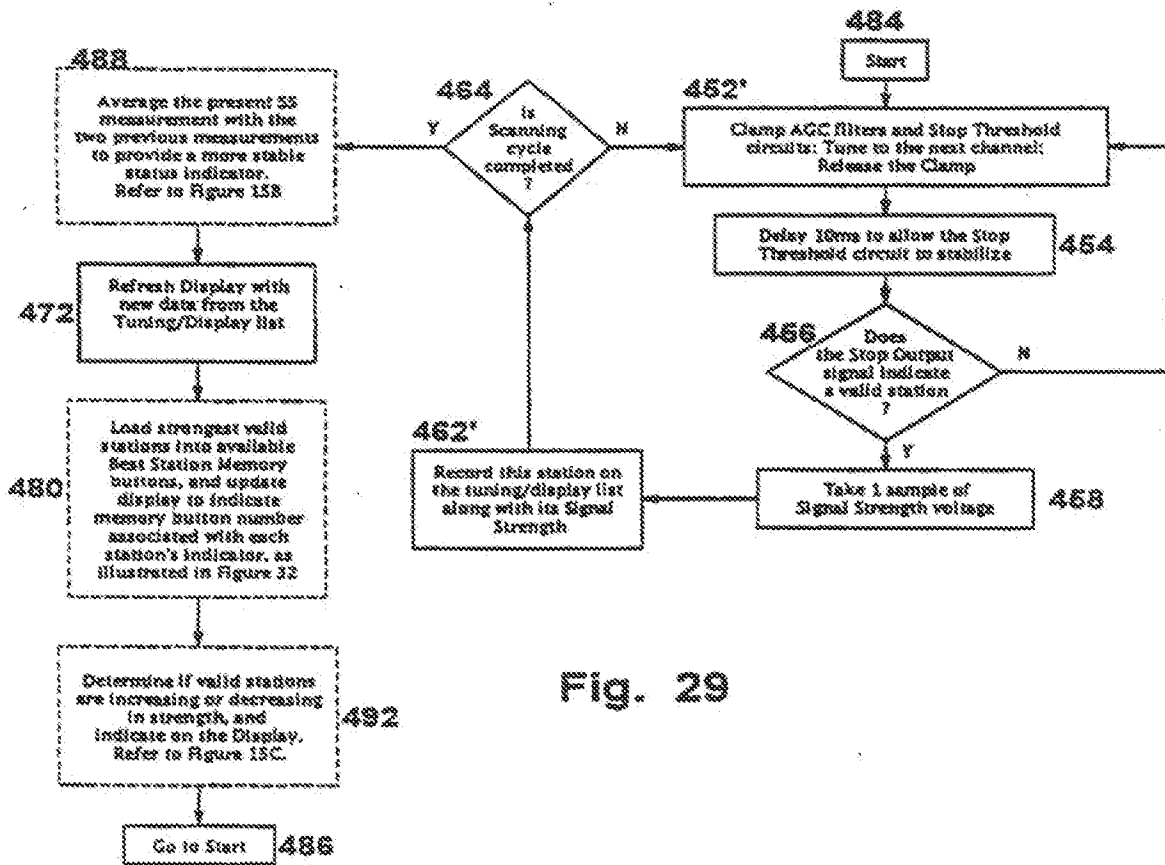 484
Start
452'
Clamp AGC filters and Stop Threshold
circuits; Tune to the next channel;
Release the Clamp
Delay 10ms to allow the Stop
Threshold circuit to stabilize
454
456
Does
the Stop Output
signal indicate
a valid station
?
N
Y
Take 1 sample of
Signal Strength voltage
458
462'
Record this station on
the tuning/display list
along with its Signal
Strength
464
Is
Scanning
cycle
completed
?
N
Y
488
Average the present SS
measurement with the
two previous measurements
to provide a more stable
status indicator.
Refer to Figure 15B
472
Refresh Display with
new data from the
Tuning/Display list
480
Load strongest valid
stations into available
Best Station Memory
buttons, and update
display to indicate
memory button number
associated with each
station's indicator, as
illustrated in Figure 32
Determine if valid stations
are increasing or decreasing
in strength, and
indicate on the Display.
Refer to Figure 15C.
492
Go to Start
486
Fig. 29